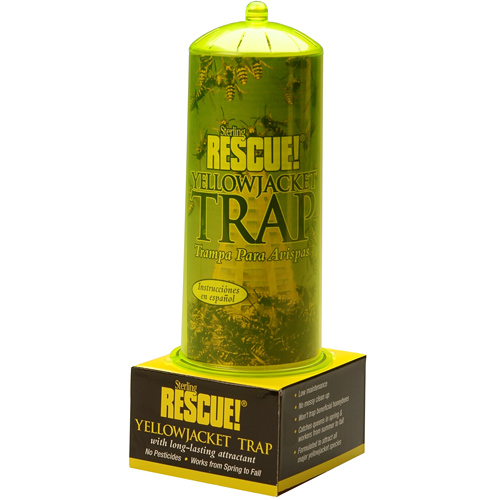 Sterling
RESCUE!
YELLOWJACKET
TRAP
Trampa Para Avispas
Instrucciónes
en español
Sterling
RESCUE!®
YELLOWJACKET TRAP
with long-lasting attractant
No Pesticides • Works from Spring to Fall
• Low maintenance
• No messy clean up
• Won't trap beneficial honeybees
• Catches queens in spring &
workers from summer to fall
• Formulated to attract all
major yellowjacket species